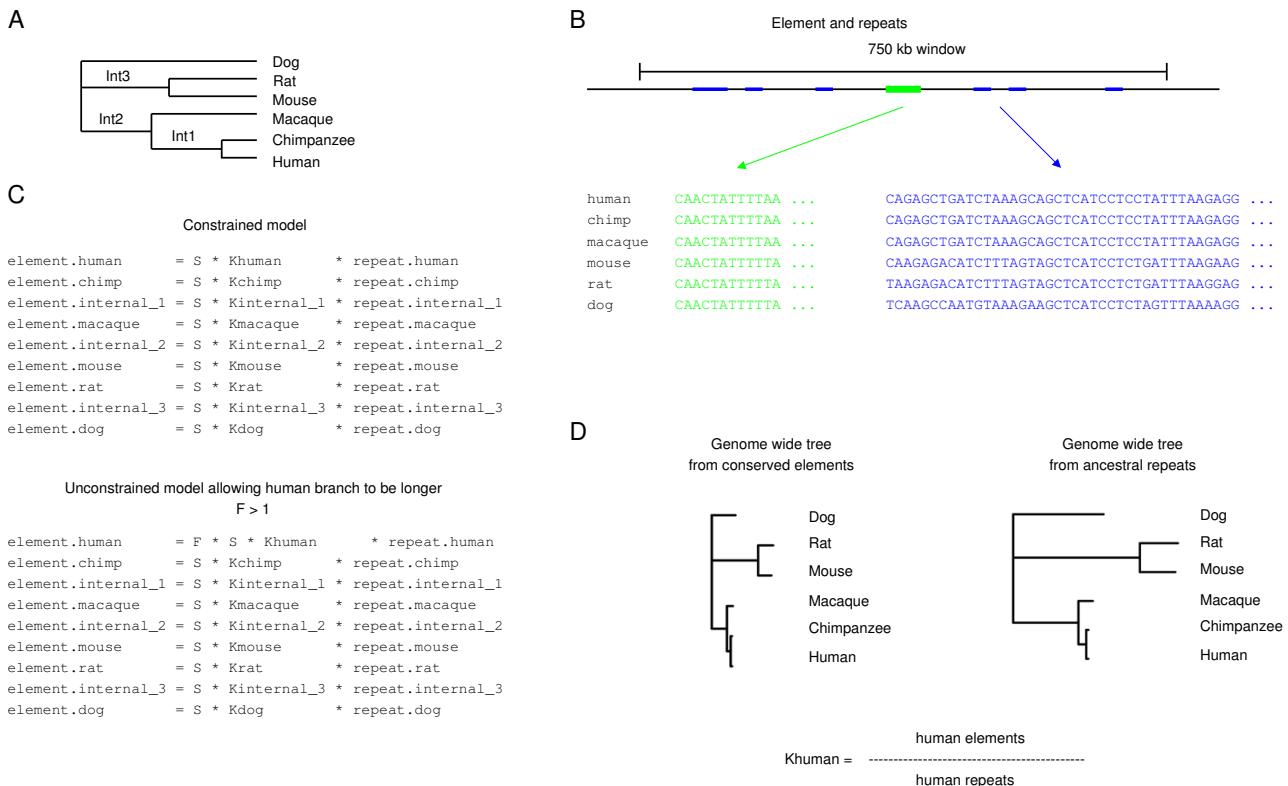 A
Dog
Int3
Rat
Mouse
Int2
Macaque
Int1
Chimpanzee
Human
B
Element and repeats
750 kb window
human CAACTATTTTAA ... CAGAGCTGATCTAAAGCAGCTCATCCTCCTATTTAAGAGG ...
chimp CAACTATTTTAA ... CAGAGCTGATCTAAAGCAGCTCATCCTCCTATTTAAGAGG ...
macaque CAACTATTTTAA ... CAGAGCTGATCTAAAGCAGCTCATCCTCCTATTTAAGAGG ...
mouse CAACTATTTTTA ... CAAGAGACATCTTTAGTAGCTCATCCTCTGATTTAAGAAG ...
rat CAACTATTTTTA ... TAAGAGACATCTTTAGTAGCTCATCCTCTGATTTAAGGAG ...
dog CAACTATTTTTA ... TCAAGCCAATGTAAAGAAGCTCATCCTCTAGTTTAAAAGG ...
C
Constrained model
element.human = S * Khuman * repeat.human
element.chimp = S * Kchimp * repeat.chimp
element.internal_1 = S * Kinternal_1 * repeat.internal_1
element.macaque = S * Kmacaque * repeat.macaque
element.internal_2 = S * Kinternal_2 * repeat.internal_2
element.mouse = S * Kmouse * repeat.mouse
element.rat = S * Krat * repeat.rat
element.internal_3 = S * Kinternal_3 * repeat.internal_3
element.dog = S * Kdog * repeat.dog
Unconstrained model allowing human branch to be longer
F > 1
element.human = F * S * Khuman * repeat.human
element.chimp = S * Kchimp * repeat.chimp
element.internal_1 = S * Kinternal_1 * repeat.internal_1
element.macaque = S * Kmacaque * repeat.macaque
element.internal_2 = S * Kinternal_2 * repeat.internal_2
element.mouse = S * Kmouse * repeat.mouse
element.rat = S * Krat * repeat.rat
element.internal_3 = S * Kinternal_3 * repeat.internal_3
element.dog = S * Kdog * repeat.dog
D
Genome wide tree
from conserved elements
Dog
Rat
Mouse
Macaque
Chimpanzee
Human
Genome wide tree
from ancestral repeats
Dog
Rat
Mouse
Macaque
Chimpanzee
Human
human elements
Khuman = ----------------------------------------
human repeats